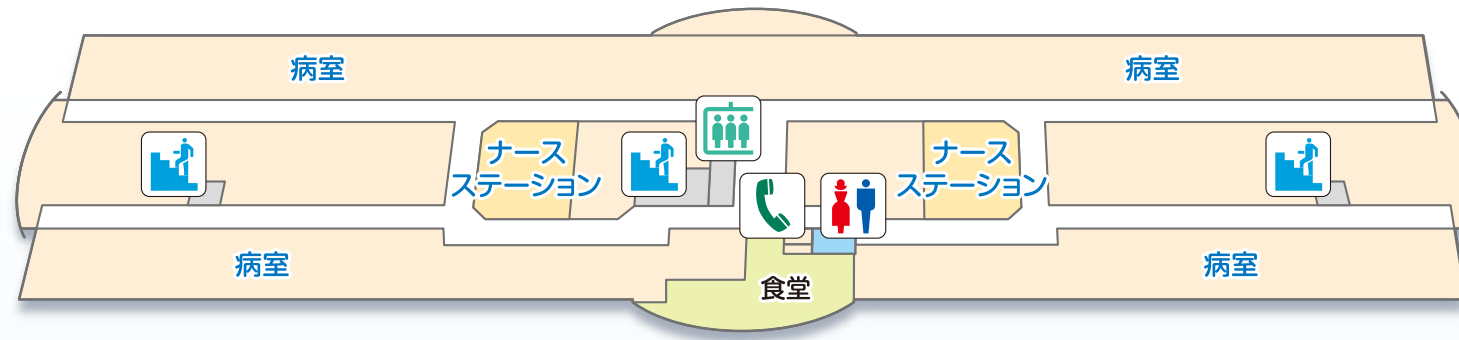 病室
病室
ナース
ステーション
ナース
ステーション
病室
病室
食堂